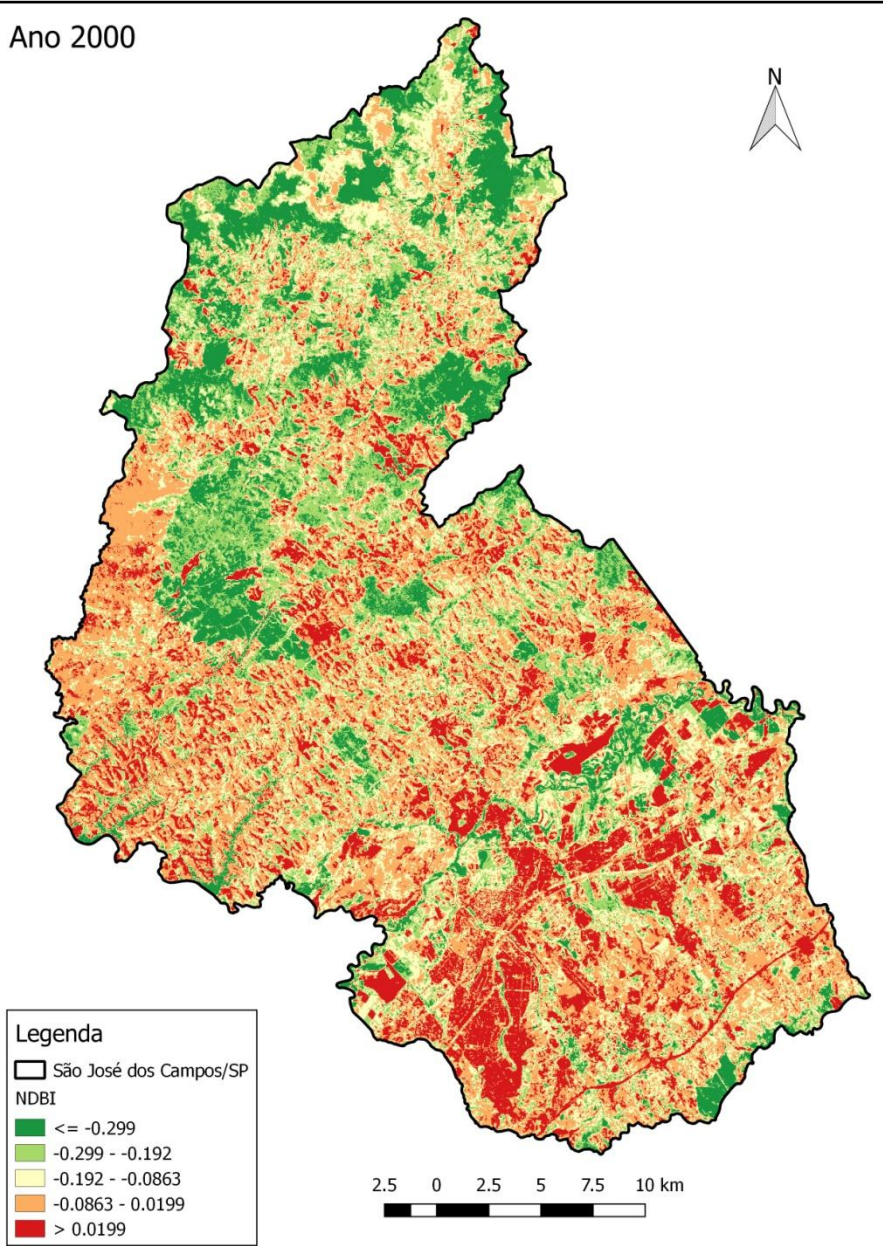 Ano 2000
N
Legenda
São José dos Campos/SP
NDBI
<= -0.299
-0.299 - -0.192
-0.192 - -0.0863
-0.0863 - 0.0199
> 0.0199
2.5 0 2.5 5 7.5 10 km